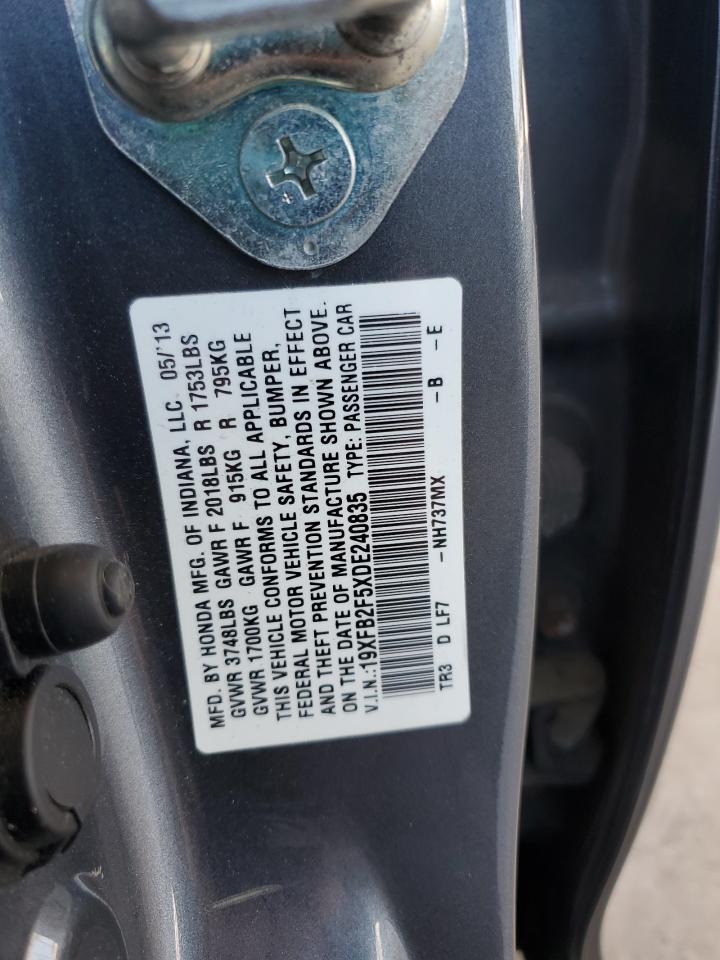 MFD. BY HONDA MFG. OF INDIANA, LLC. 05/'13
GVWR 3748LBS GAWR F 2018LBS R 1753LBS
GVWR 1700KG GAWR F 915KG R 795KG
THIS VEHICLE CONFORMS TO ALL APPLICABLE
FEDERAL MOTOR VEHICLE SAFETY, BUMPER,
AND THEFT PREVENTION STANDARDS IN EFFECT
ON THE DATE OF MANUFACTURE SHOWN ABOVE.
V.I.N.:19XFB2F5XDE240835 TYPE: PASSENGER CAR
TR3 D LF7 -NH737MX -B -E